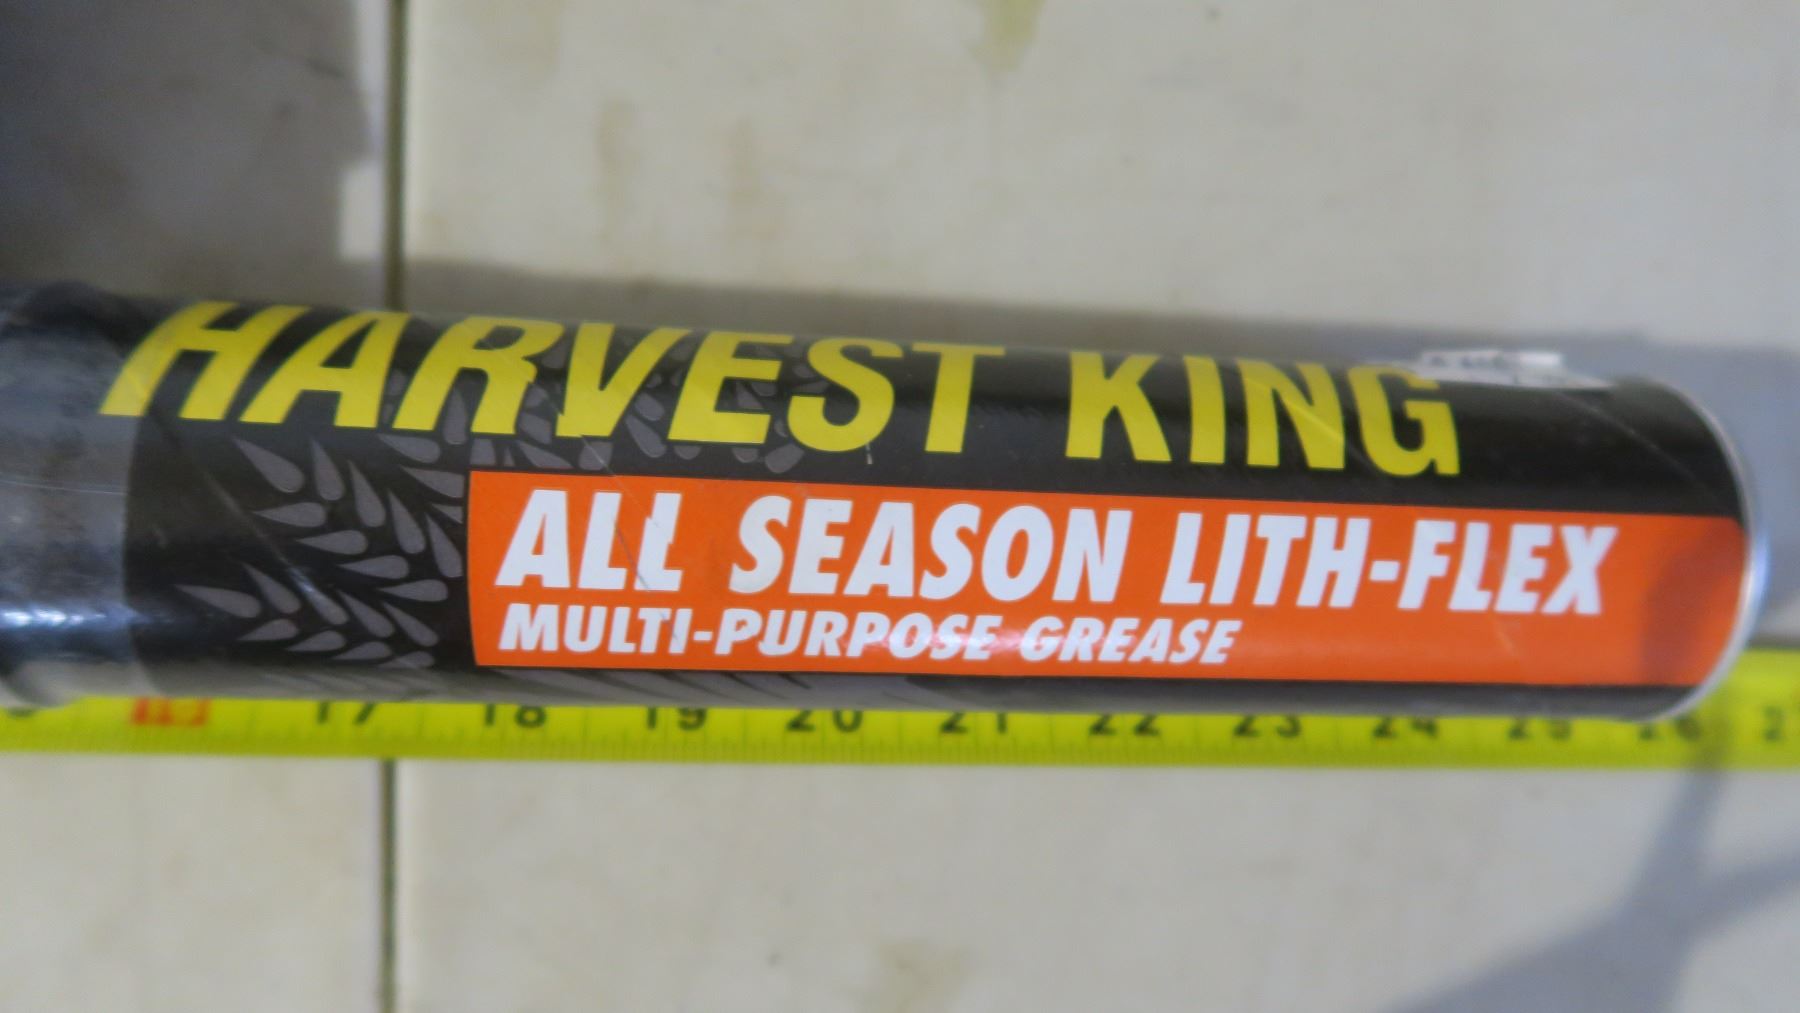 HARVEST KING
ALL SEASON LITH-FLEX
MULTI-PURPOSE GREASE
17 18 19 20 21 22 23 24 25 26